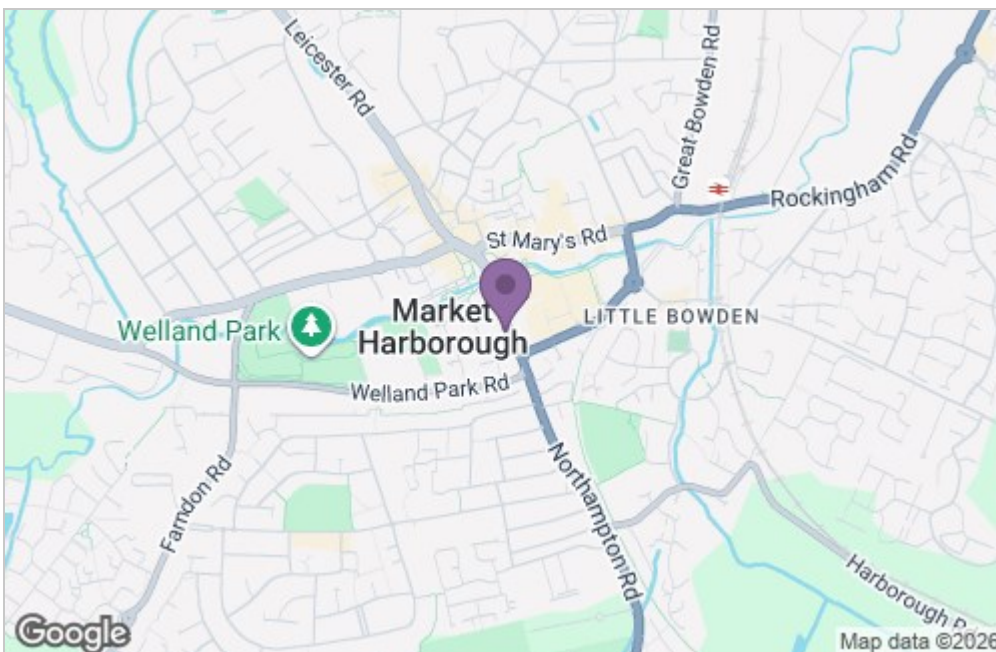 Leicester Rd
Great Bowden Rd
Rockingham Rd
St Mary's Rd
Market
Harborough
LITTLE BOWDEN
Welland Park
Welland Park Rd
Farndon Rd
Northampton Rd
Harborough Rd
Google
Map data ©2026